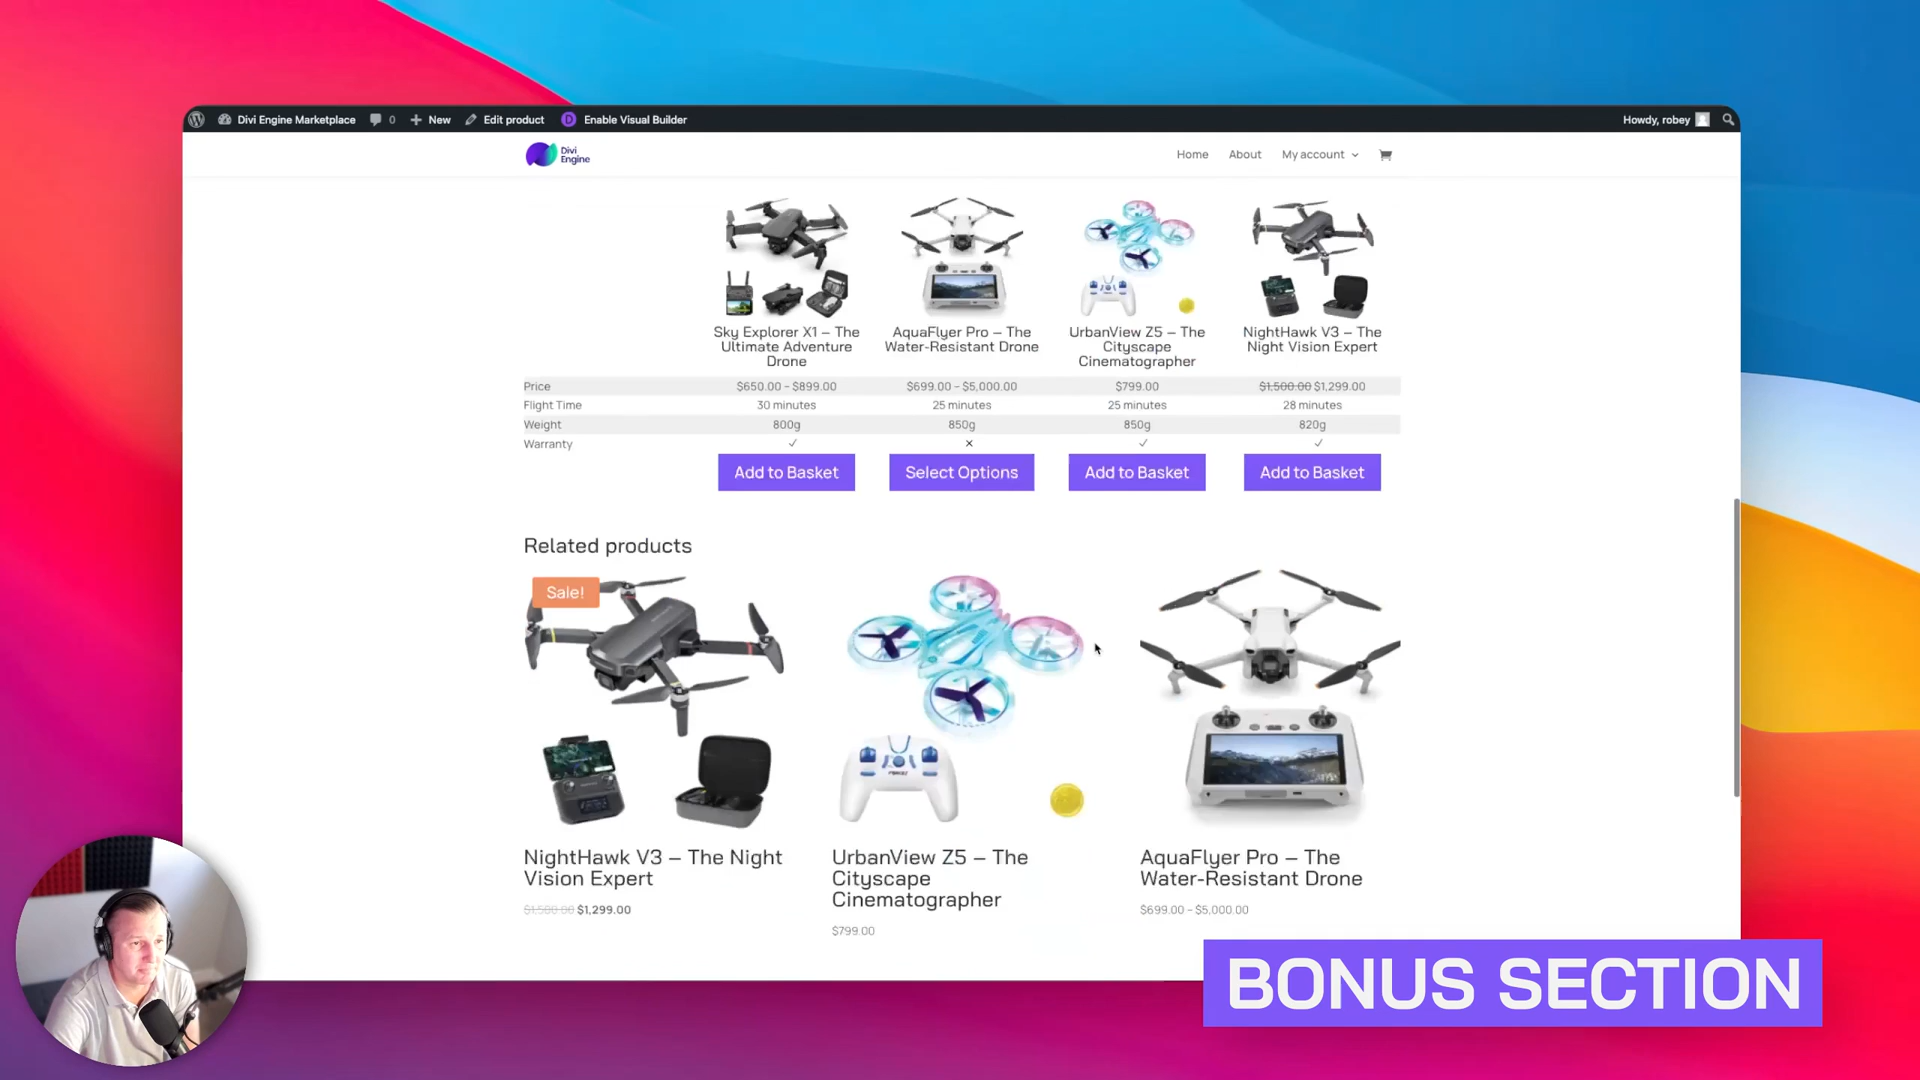 Divi Engine Marketplace 0 New Edit product D Enable Visual Builder Howdy, robey
Divi
Engine
Home About My account
Sky Explorer X1 – The
Ultimate Adventure
Drone
AquaFlyer Pro – The
Water-Resistant Drone
UrbanView Z5 – The
Cityscape
Cinematographer
NightHawk V3 – The
Night Vision Expert
Price $650.00 – $899.00 $699.00 – $5,000.00 $799.00 $1,500.00 $1,299.00
Flight Time 30 minutes 25 minutes 25 minutes 28 minutes
Weight 800g 850g 850g 820g
Warranty ✓ × ✓ ✓
Add to Basket Select Options Add to Basket Add to Basket
Related products
Sale!
NightHawk V3 – The Night
Vision Expert
$1,500.00 $1,299.00
UrbanView Z5 – The
Cityscape
Cinematographer
$799.00
AquaFlyer Pro – The
Water-Resistant Drone
$699.00 – $5,000.00
BONUS SECTION